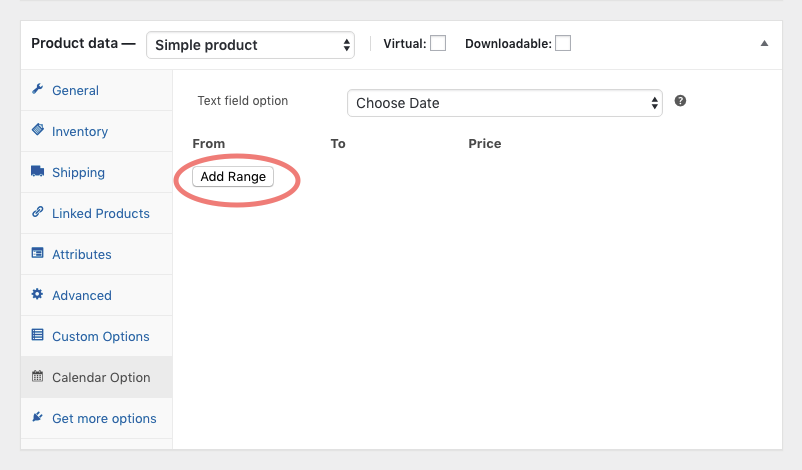 Product data — Simple product Virtual: Downloadable:
General
Inventory
Shipping
Linked Products
Attributes
Advanced
Custom Options
Calendar Option
Get more options
Text field option Choose Date ?
From To Price
Add Range